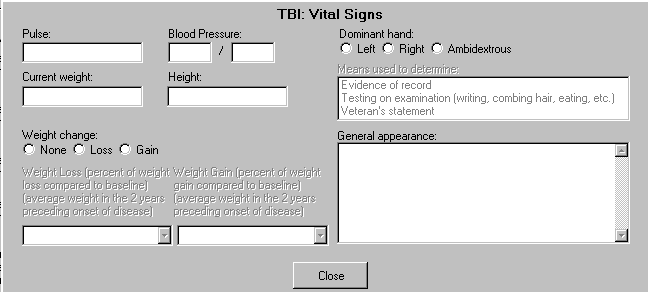 TBI: Vital Signs
Pulse:
Blood Pressure:
/
Current weight:
Height:
Weight change:
None Loss Gain
Weight Loss (percent of weight
loss compared to baseline)
(average weight in the 2 years
preceding onset of disease)
Weight Gain (percent of weight
gain compared to baseline)
(average weight in the 2 years
preceding onset of disease)
Dominant hand:
Left Right Ambidextrous
Means used to determine:
Evidence of record
Testing on examination (writing, combing hair, eating, etc.)
Veteran's statement
General appearance:
Close